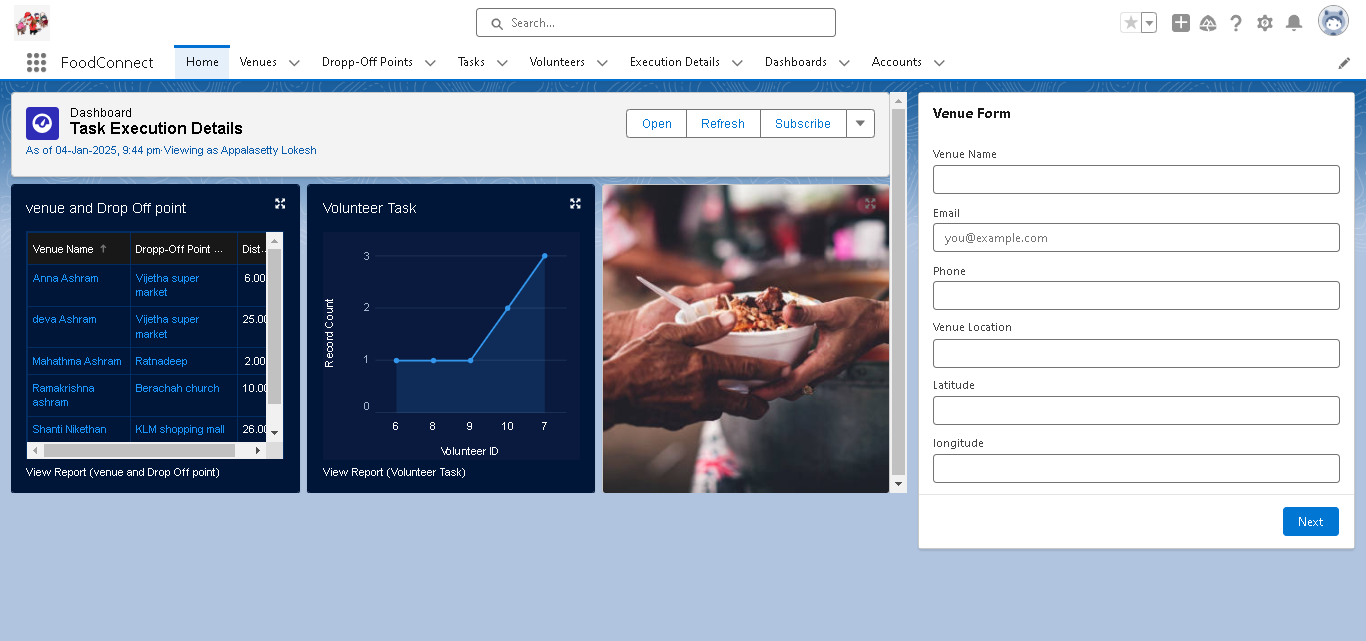 Search...
FoodConnect
Home
Venues
Dropp-Off Points
Tasks
Volunteers
Execution Details
Dashboards
Accounts
Dashboard
Task Execution Details
As of 04-Jan-2025, 9:44 pm·Viewing as Appalasetty Lokesh
Open
Refresh
Subscribe
venue and Drop Off point
Venue Name ↑ Dropp-Off Point ... Dist...
Anna Ashram Vijetha super 6.00
market
deva Ashram Vijetha super 25.00
market
Mahathma Ashram Ratnadeep 2.00
Ramakrishna Berachah church 10.00
ashram
Shanti Nikethan KLM shopping mall 26.00
View Report (venue and Drop Off point)
Volunteer Task
Record Count
3
2
1
0
6 8 9 10 7
Volunteer ID
View Report (Volunteer Task)
Venue Form
Venue Name
Email
you@example.com
Phone
Venue Location
Latitude
longitude
Next